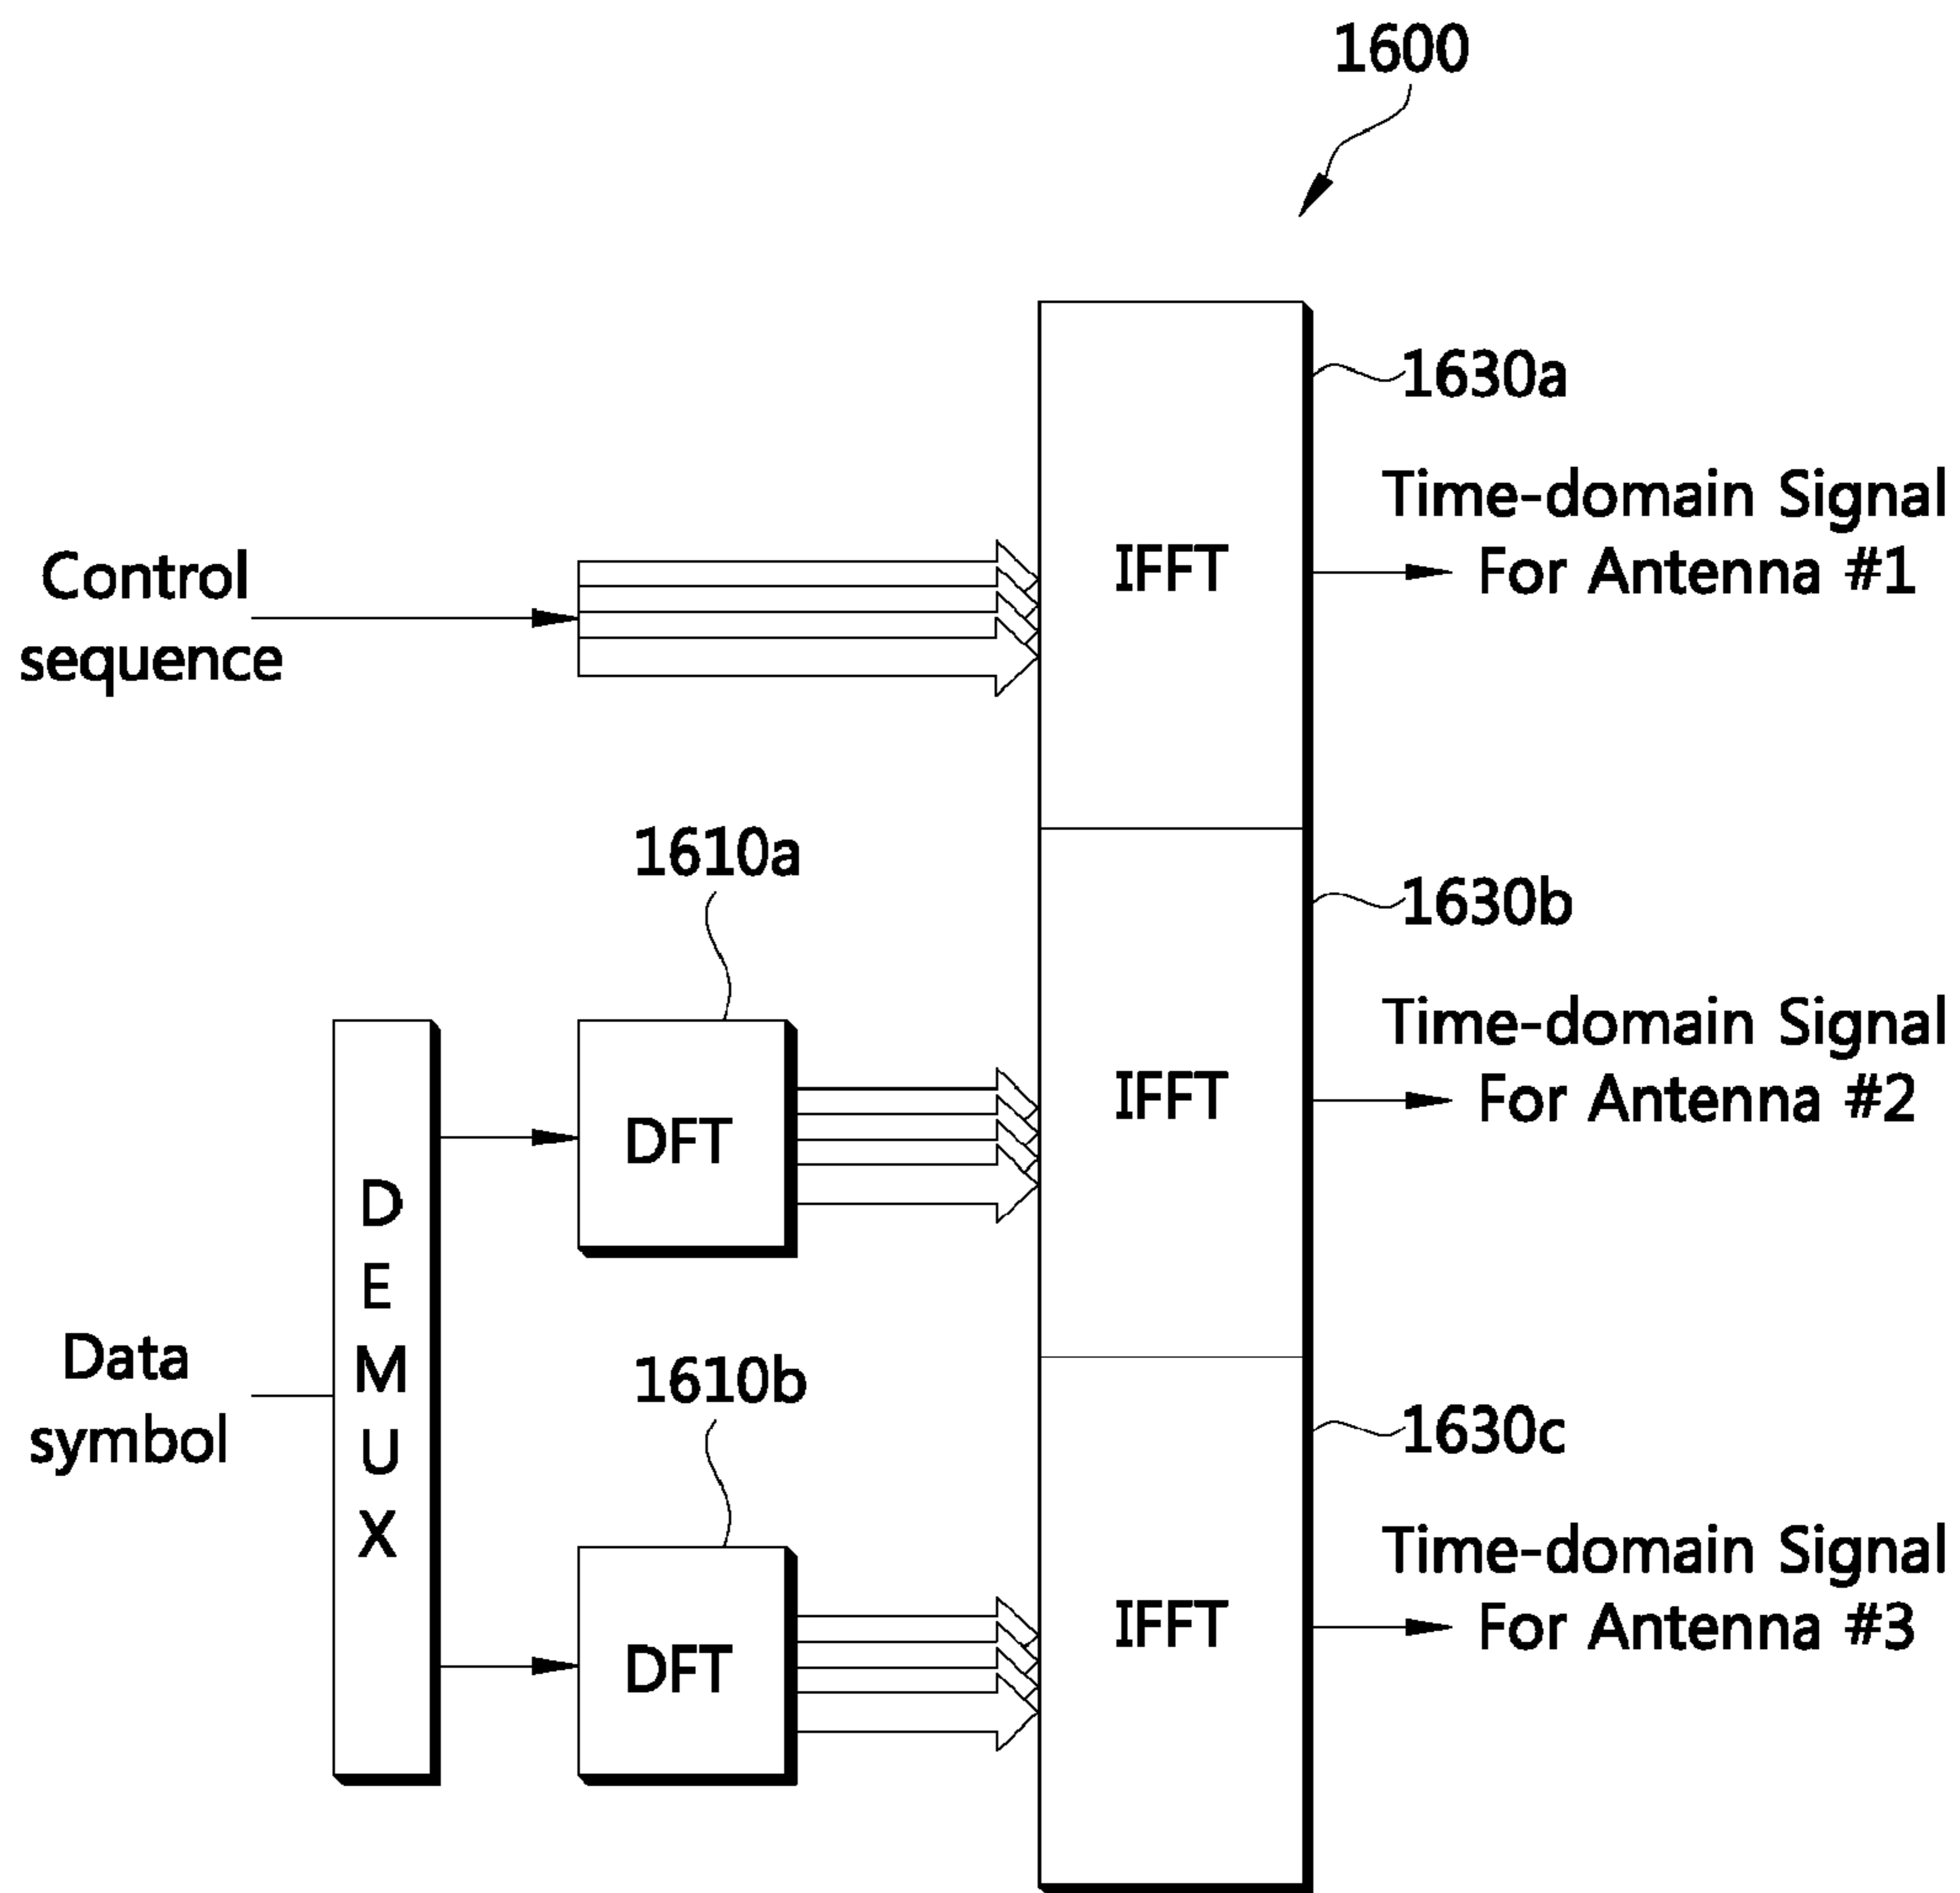 1600
1630a
Time-domain Signal
For Antenna #1
IFFT
Control
sequence
1610a
1630b
Time-domain Signal
For Antenna #2
IFFT
DFT
DEMUX
Data
symbol
1610b
1630c
Time-domain Signal
For Antenna #3
IFFT
DFT